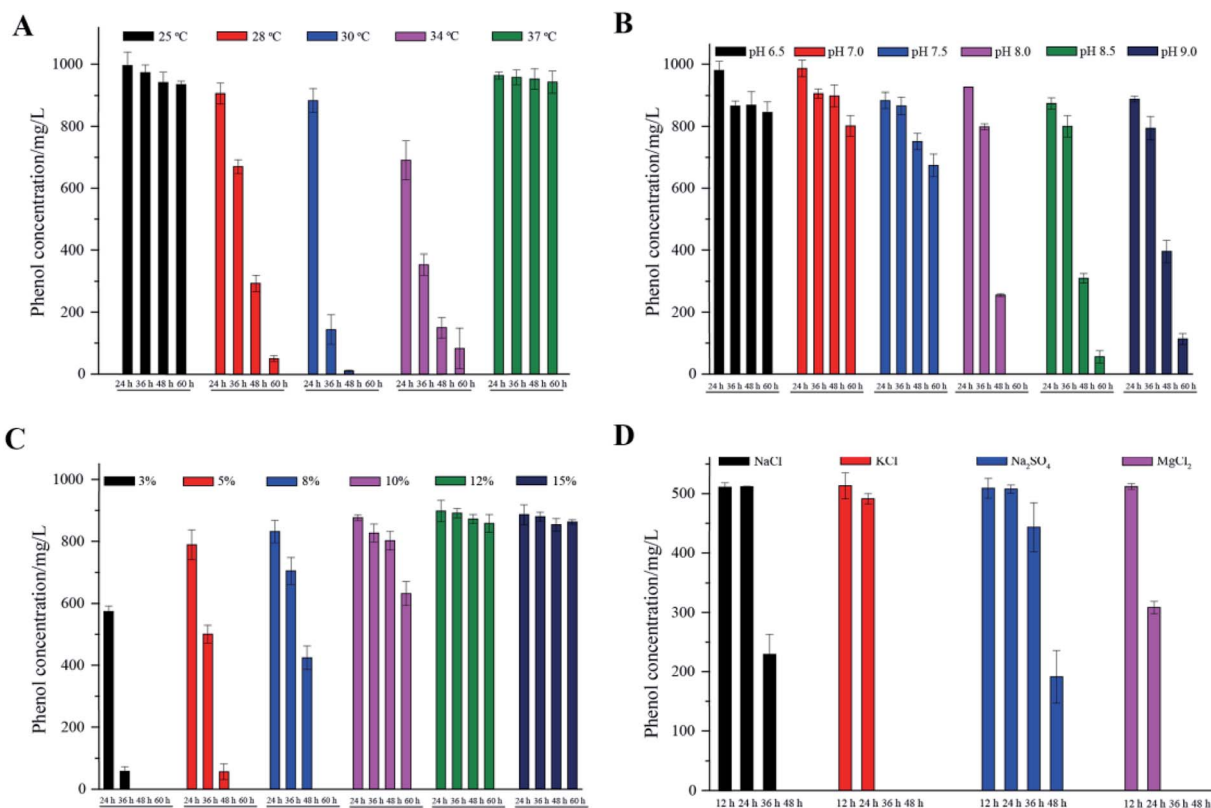 A
25 ºC 28 ºC 30 ºC 34 ºC 37 ºC
Phenol concentration/mg/L
1000
800
600
400
200
0
24 h 36 h 48 h 60 h 24 h 36 h 48 h 60 h 24 h 36 h 48 h 60 h 24 h 36 h 48 h 60 h 24 h 36 h 48 h 60 h
B
pH 6.5 pH 7.0 pH 7.5 pH 8.0 pH 8.5 pH 9.0
Phenol concentration/mg/L
1000
800
600
400
200
0
24 h 36 h 48 h 60 h 24 h 36 h 48 h 60 h 24 h 36 h 48 h 60 h 24 h 36 h 48 h 60 h 24 h 36 h 48 h 60 h 24 h 36 h 48 h 60 h
C
3% 5% 8% 10% 12% 15%
Phenol concentration/mg/L
1000
800
600
400
200
0
24 h 36 h 48 h 60 h 24 h 36 h 48 h 60 h 24 h 36 h 48 h 60 h 24 h 36 h 48 h 60 h 24 h 36 h 48 h 60 h 24 h 36 h 48 h 60 h
D
NaCl KCl Na₂SO₄ MgCl₂
Phenol concentration/mg/L
500
400
300
200
100
0
12 h 24 h 36 h 48 h 12 h 24 h 36 h 48 h 12 h 24 h 36 h 48 h 12 h 24 h 36 h 48 h